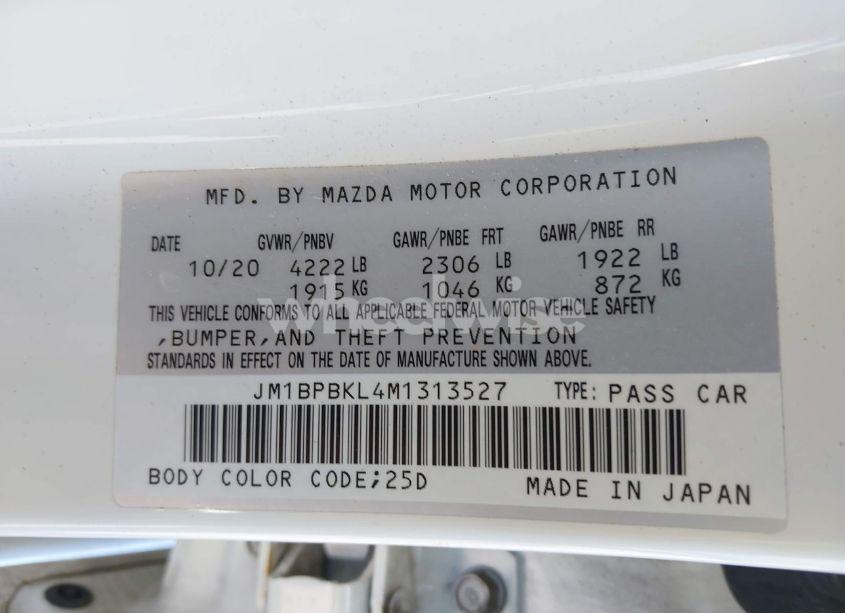 MFD. BY MAZDA MOTOR CORPORATION
DATE GVWR/PNBV GAWR/PNBE FRT GAWR/PNBE RR
10/20 4222 LB 2306 LB 1922 LB
1915 KG 1046 KG 872 KG
THIS VEHICLE CONFORMS TO ALL APPLICABLE FEDERAL MOTOR VEHICLE SAFETY
wheelwise
,BUMPER,AND THEFT PREVENTION
STANDARDS IN EFFECT ON THE DATE OF MANUFACTURE SHOWN ABOVE.
JM1BPBKL4M1313527 TYPE: PASS CAR
BODY COLOR CODE;25D MADE IN JAPAN